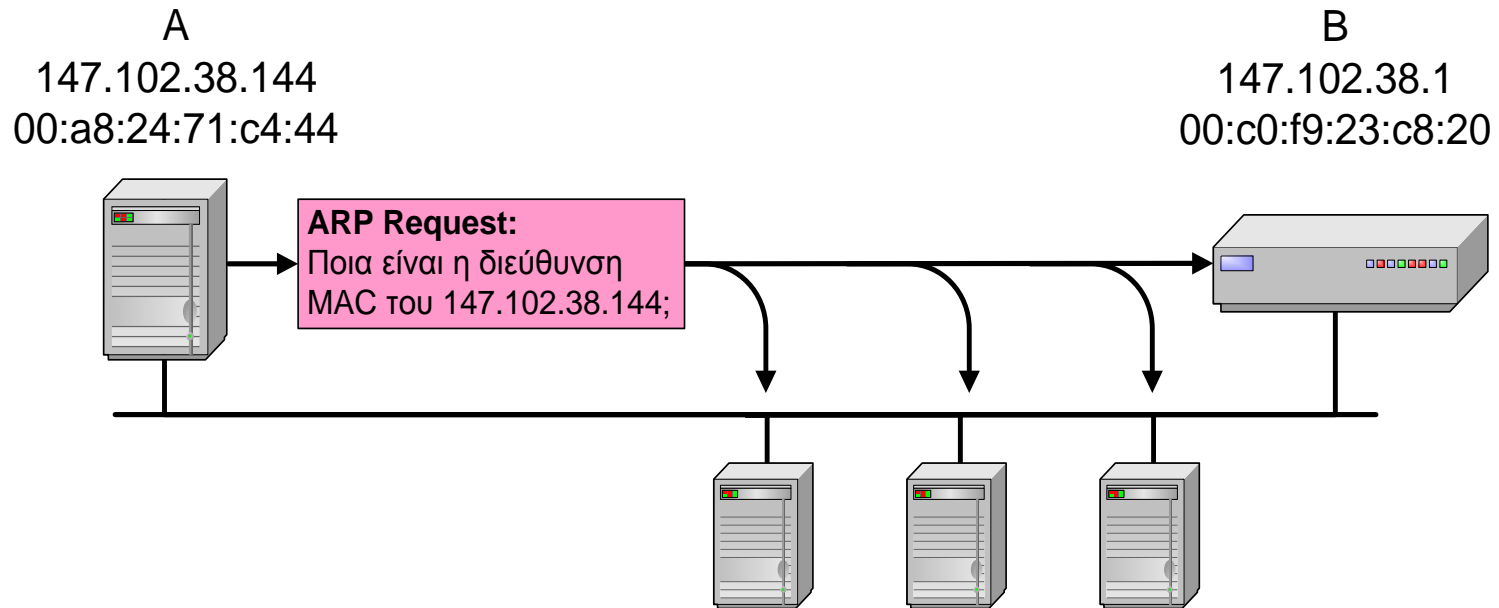 A
147.102.38.144
00:a8:24:71:c4:44
B
147.102.38.1
00:c0:f9:23:c8:20
ARP Request:
Ποια είναι η διεύθυνση
MAC του 147.102.38.144;